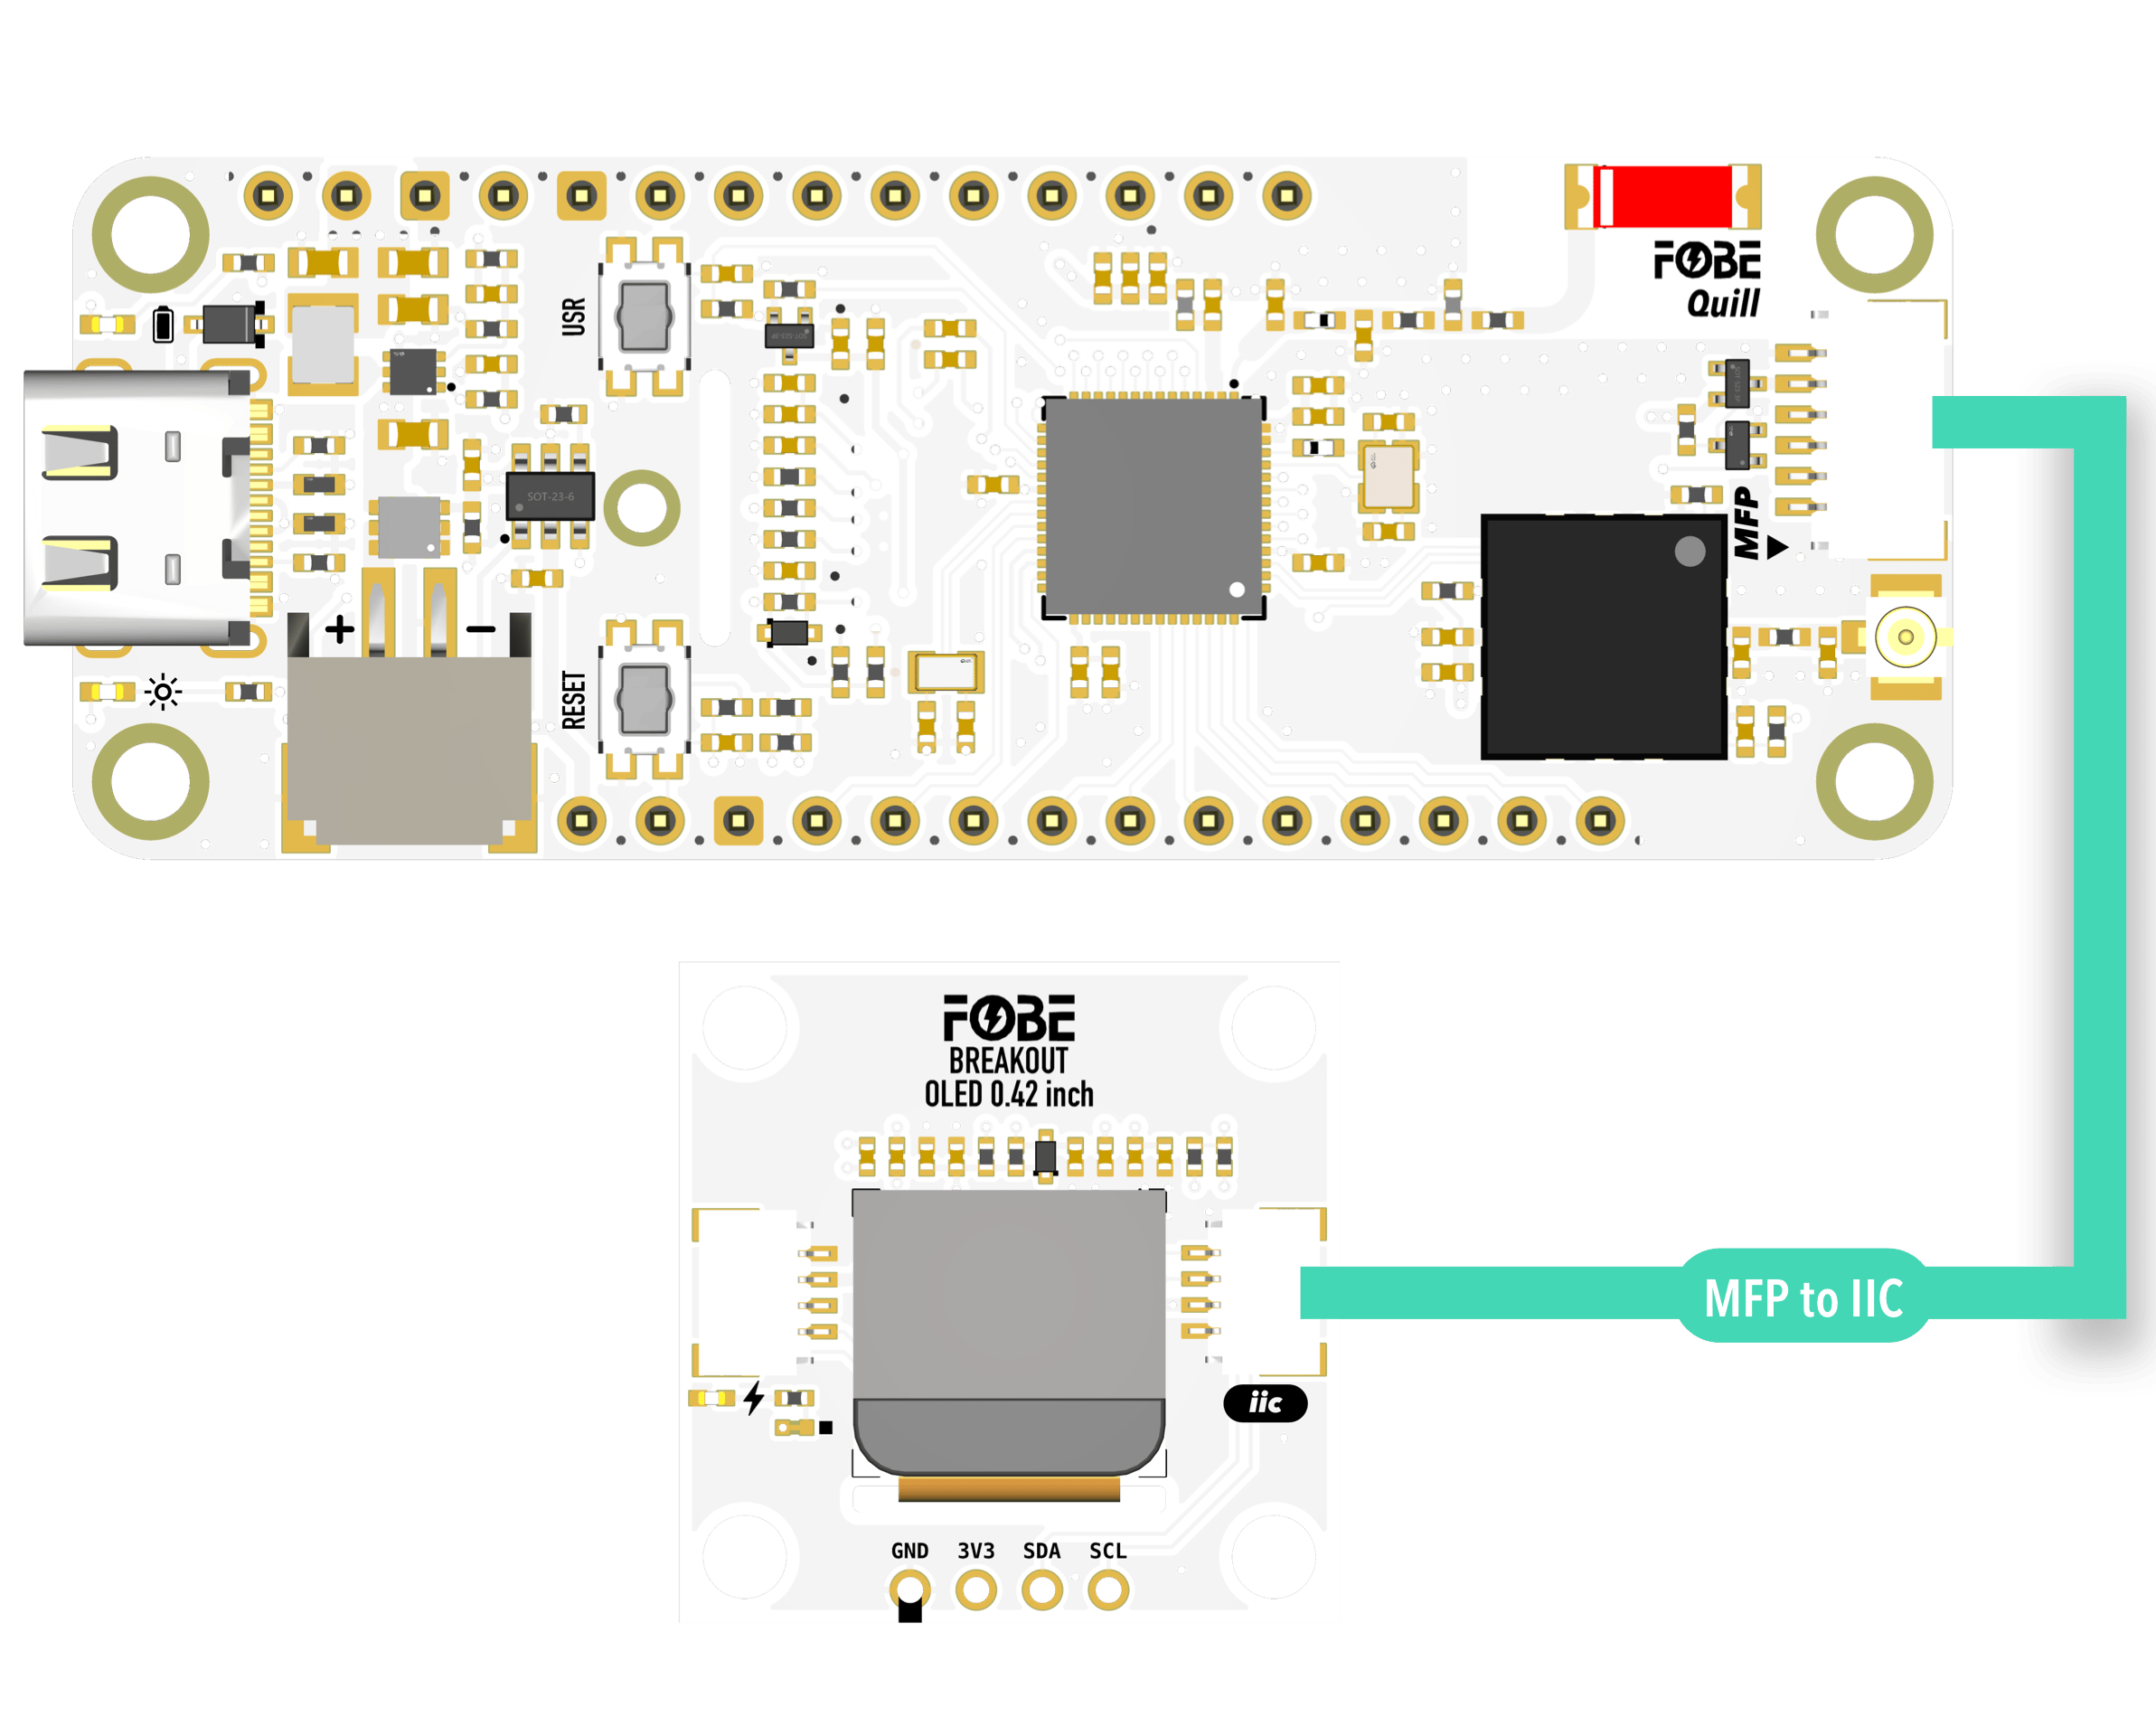 FOBE
Quill
USR
SOT-23-6
MFP
+
−
RESET
FOBE
BREAKOUT
OLED 0.42 inch
MFP to IIC
iic
GND 3V3 SDA SCL